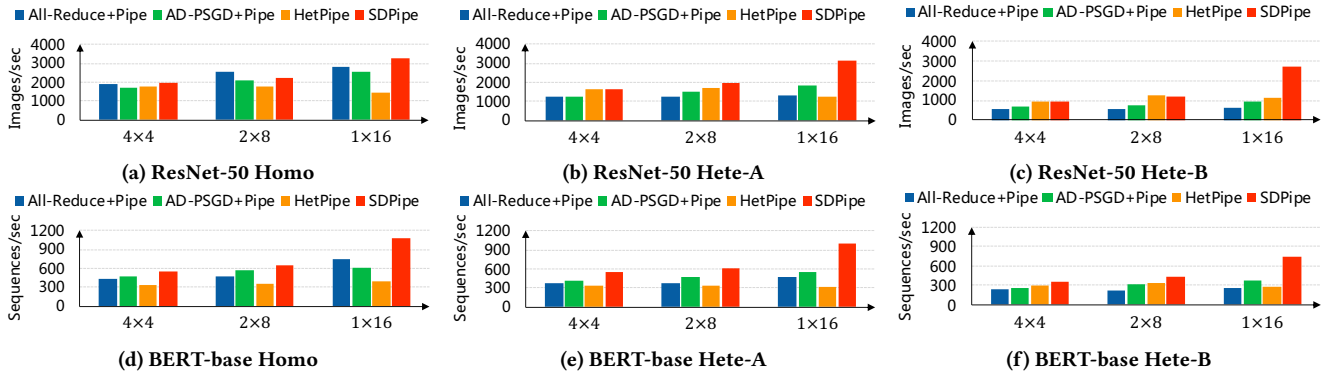 All-Reduce+Pipe AD-PSGD+Pipe HetPipe SDPipe
Images/sec
4000
3000
2000
1000
0
4×4 2×8 1×16
(a) ResNet-50 Homo
All-Reduce+Pipe AD-PSGD+Pipe HetPipe SDPipe
Images/sec
4000
3000
2000
1000
0
4×4 2×8 1×16
(b) ResNet-50 Hete-A
All-Reduce+Pipe AD-PSGD+Pipe HetPipe SDPipe
Images/sec
4000
3000
2000
1000
0
4×4 2×8 1×16
(c) ResNet-50 Hete-B
All-Reduce+Pipe AD-PSGD+Pipe HetPipe SDPipe
Sequences/sec
1200
900
600
300
0
4×4 2×8 1×16
(d) BERT-base Homo
All-Reduce+Pipe AD-PSGD+Pipe HetPipe SDPipe
Sequences/sec
1200
900
600
300
0
4×4 2×8 1×16
(e) BERT-base Hete-A
All-Reduce+Pipe AD-PSGD+Pipe HetPipe SDPipe
Sequences/sec
1200
900
600
300
0
4×4 2×8 1×16
(f) BERT-base Hete-B